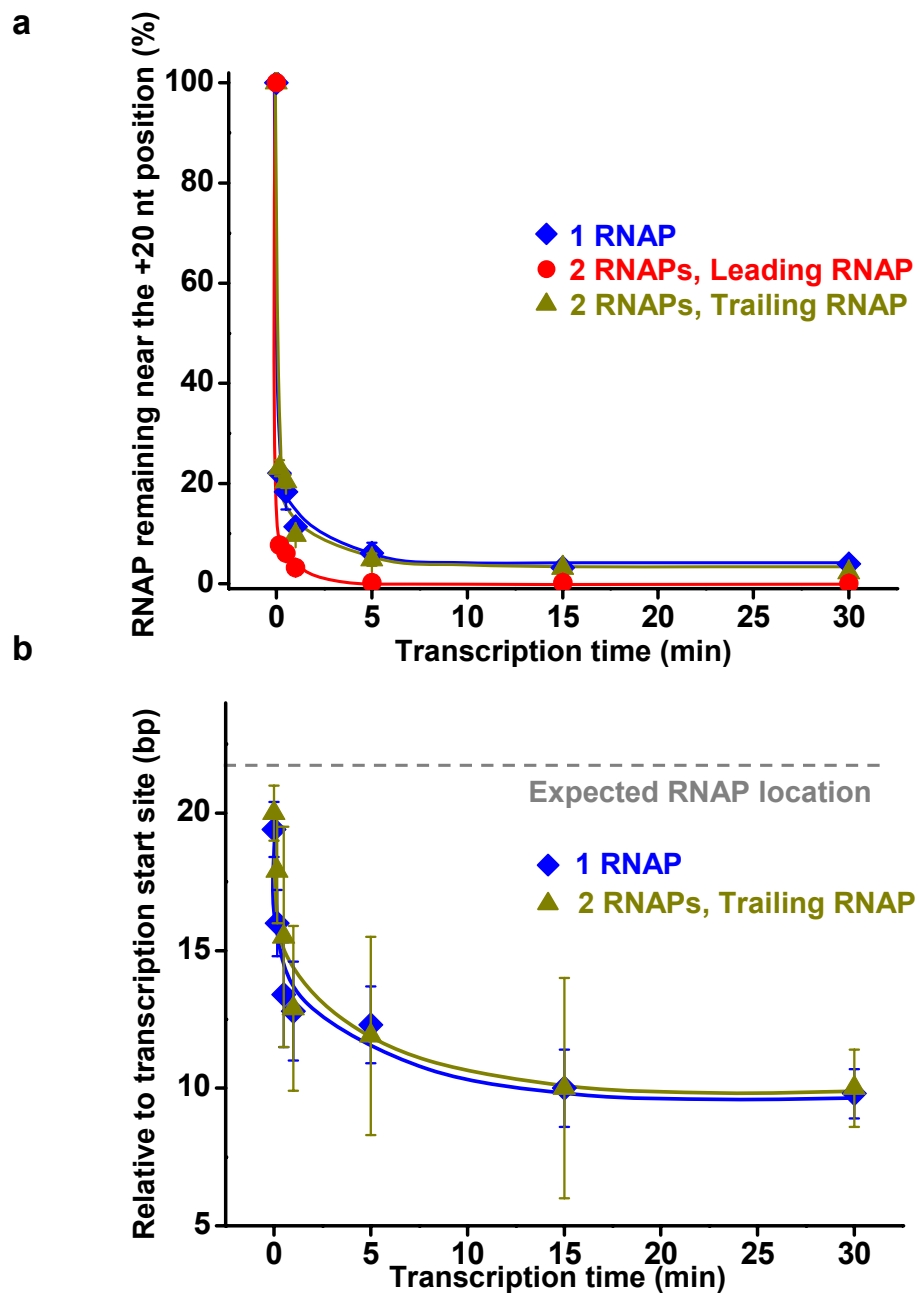 a
RNAP remaining near the +20 nt position (%)
100
80
60
40
20
0
1 RNAP
2 RNAPs, Leading RNAP
2 RNAPs, Trailing RNAP
0 5 10 15 20 25 30
Transcription time (min)
b
Relative to transcription start site (bp)
20
15
10
5
Expected RNAP location
1 RNAP
2 RNAPs, Trailing RNAP
0 5 10 15 20 25 30
Transcription time (min)